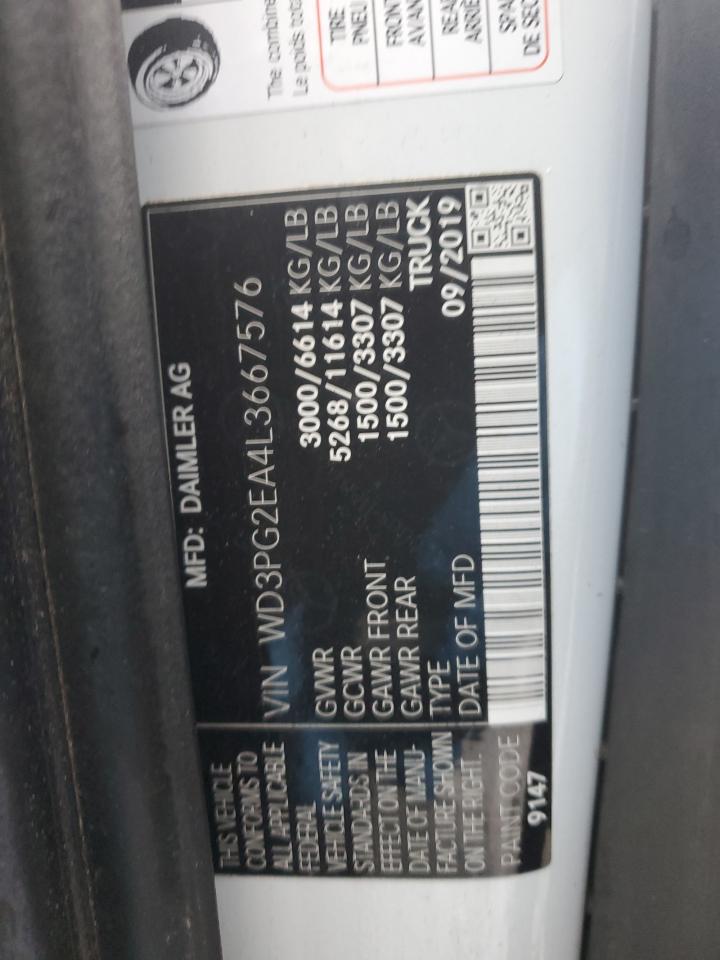 The combine
Le poids tota
TIRE
PNEU
FRONT
AVAN
REA
ARRIÈ
SPA
DE SEC
MFD: DAIMLER AG
VIN WD3PG2EA4L3667576
GVWR 3000/6614 KG/LB
GCWR 5268/11614 KG/LB
GAWR FRONT 1500/3307 KG/LB
GAWR REAR 1500/3307 KG/LB
TYPE TRUCK
DATE OF MFD 09/2019
THIS VEHICLE
CONFORMS TO
ALL APPLICABLE
FEDERAL
VEHICLE SAFETY
STANDARDS IN
EFFECT ON THE
DATE OF MANU-
FACTURE SHOWN
ON THE RIGHT.
PAINT CODE
9147